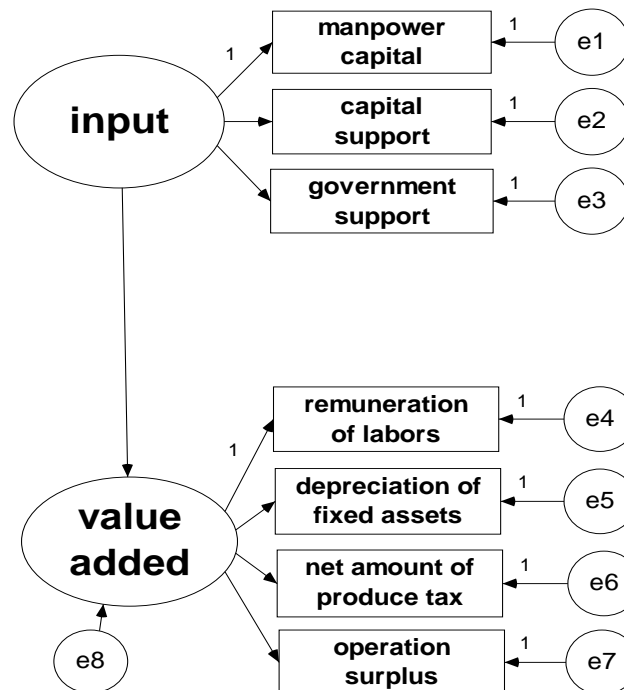 manpower
capital
1
1
e1
input
capital
support
1
e2
government
support
1
e3
remuneration
of labors
1
1
e4
value
added
depreciation of
fixed assets
1
e5
net amount of
produce tax
1
e6
operation
surplus
1
e7
e8